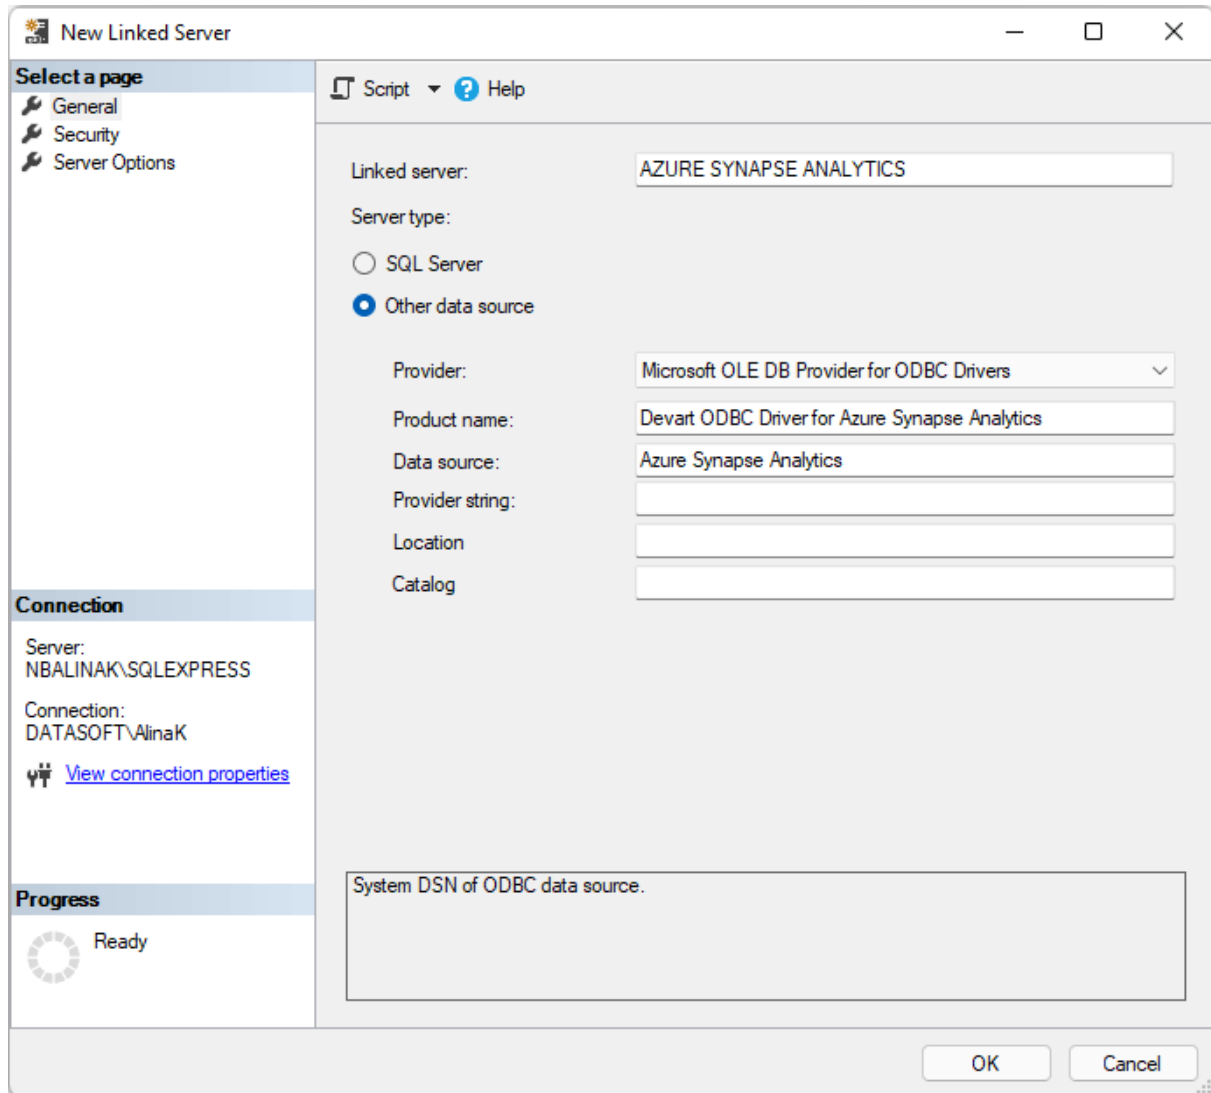 New Linked Server
Select a page
General
Security
Server Options
Connection
Server:
NBALINAK\SQLEXPRESS
Connection:
DATASOFT\AlinaK
View connection properties
Progress
Ready
Script
Help
Linked server: AZURE SYNAPSE ANALYTICS
Server type:
SQL Server
Other data source
Provider: Microsoft OLE DB Provider for ODBC Drivers
Product name: Devart ODBC Driver for Azure Synapse Analytics
Data source: Azure Synapse Analytics
Provider string:
Location
Catalog
System DSN of ODBC data source.
OK Cancel